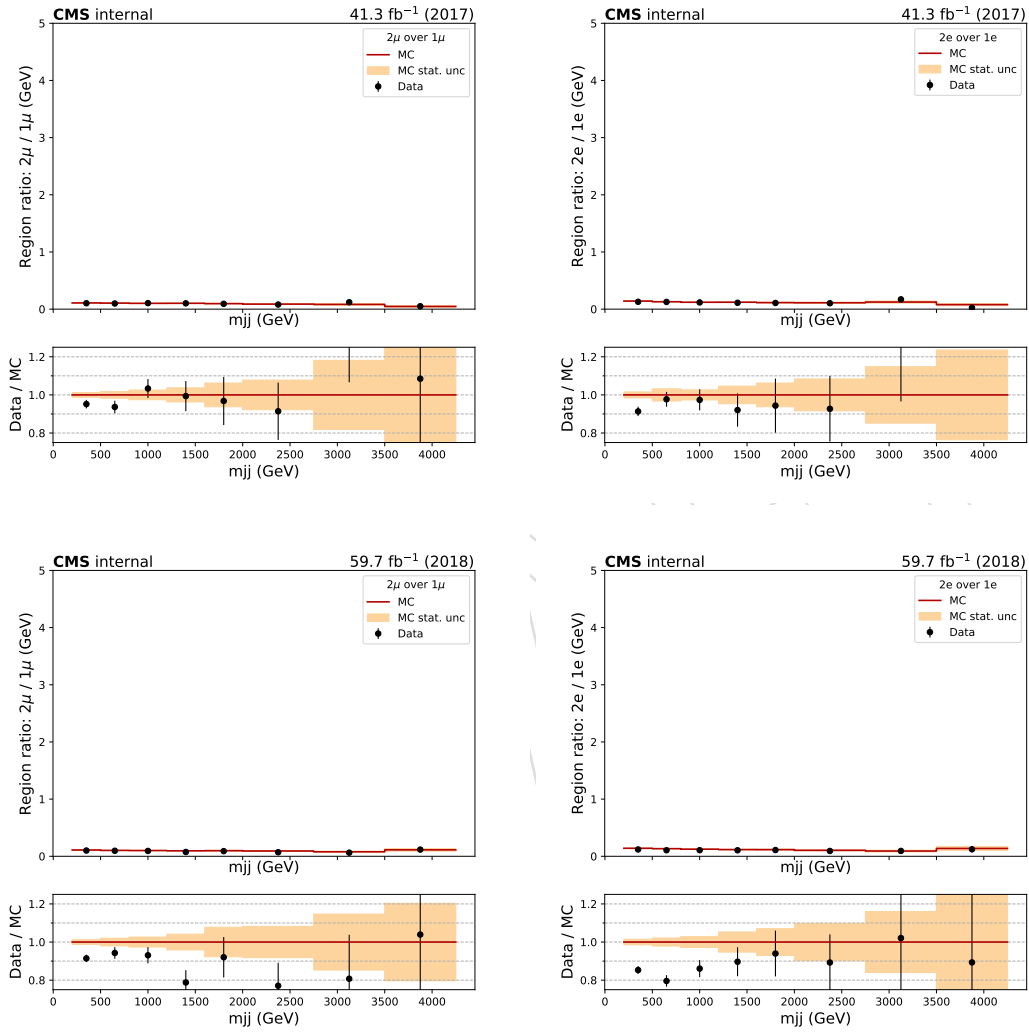 CMS internal 41.3 fb⁻¹ (2017)
5
4
3
2
1
0
Region ratio: 2μ / 1μ (GeV)
2μ over 1μ
MC
MC stat. unc
Data
mjj (GeV)
1.2
1.0
0.8
Data / MC
0 500 1000 1500 2000 2500 3000 3500 4000
mjj (GeV)
CMS internal 41.3 fb⁻¹ (2017)
5
4
3
2
1
0
Region ratio: 2e / 1e (GeV)
2e over 1e
MC
MC stat. unc
Data
mjj (GeV)
1.2
1.0
0.8
Data / MC
0 500 1000 1500 2000 2500 3000 3500 4000
mjj (GeV)
CMS internal 59.7 fb⁻¹ (2018)
5
4
3
2
1
0
Region ratio: 2μ / 1μ (GeV)
2μ over 1μ
MC
MC stat. unc
Data
mjj (GeV)
1.2
1.0
0.8
Data / MC
0 500 1000 1500 2000 2500 3000 3500 4000
mjj (GeV)
CMS internal 59.7 fb⁻¹ (2018)
5
4
3
2
1
0
Region ratio: 2e / 1e (GeV)
2e over 1e
MC
MC stat. unc
Data
mjj (GeV)
1.2
1.0
0.8
Data / MC
0 500 1000 1500 2000 2500 3000 3500 4000
mjj (GeV)